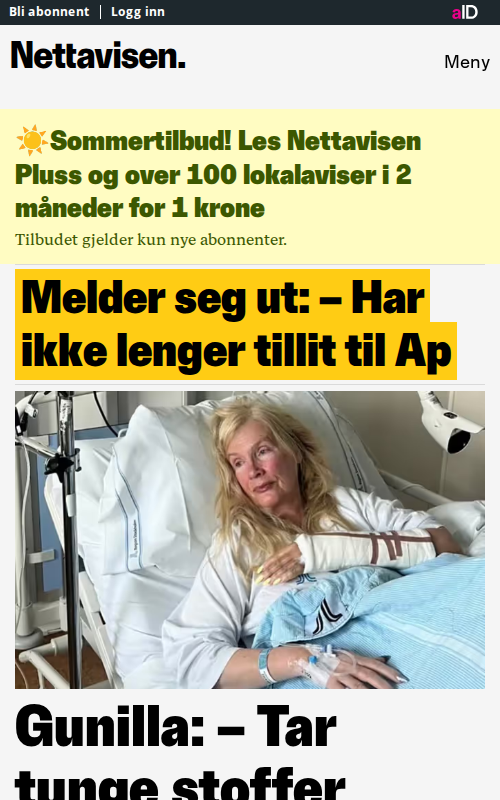 Bli abonnent | Logg inn
aID
Nettavisen.
Meny
☀️Sommertilbud! Les Nettavisen
Pluss og over 100 lokalaviser i 2
måneder for 1 krone
Tilbudet gjelder kun nye abonnenter.
Melder seg ut: – Har
ikke lenger tillit til Ap
Gunilla: – Tar
tunge stoffer